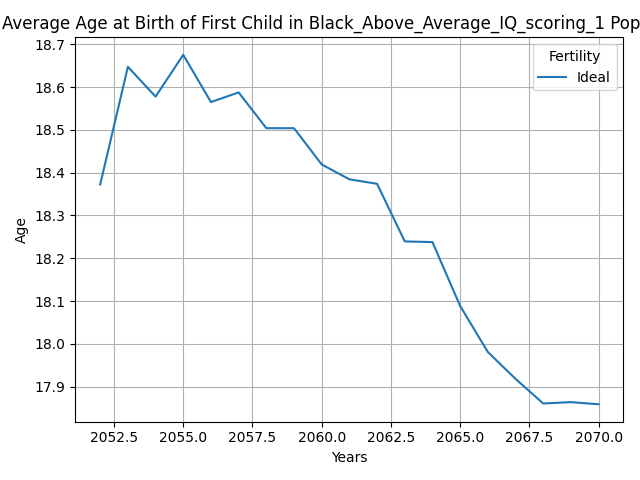 Average Age at Birth of First Child in Black_Above_Average_IQ_scoring_1 Pop
Fertility
Ideal
18.7
18.6
18.5
18.4
18.3
18.2
18.1
18.0
17.9
Age
2052.5 2055.0 2057.5 2060.0 2062.5 2065.0 2067.5 2070.0
Years